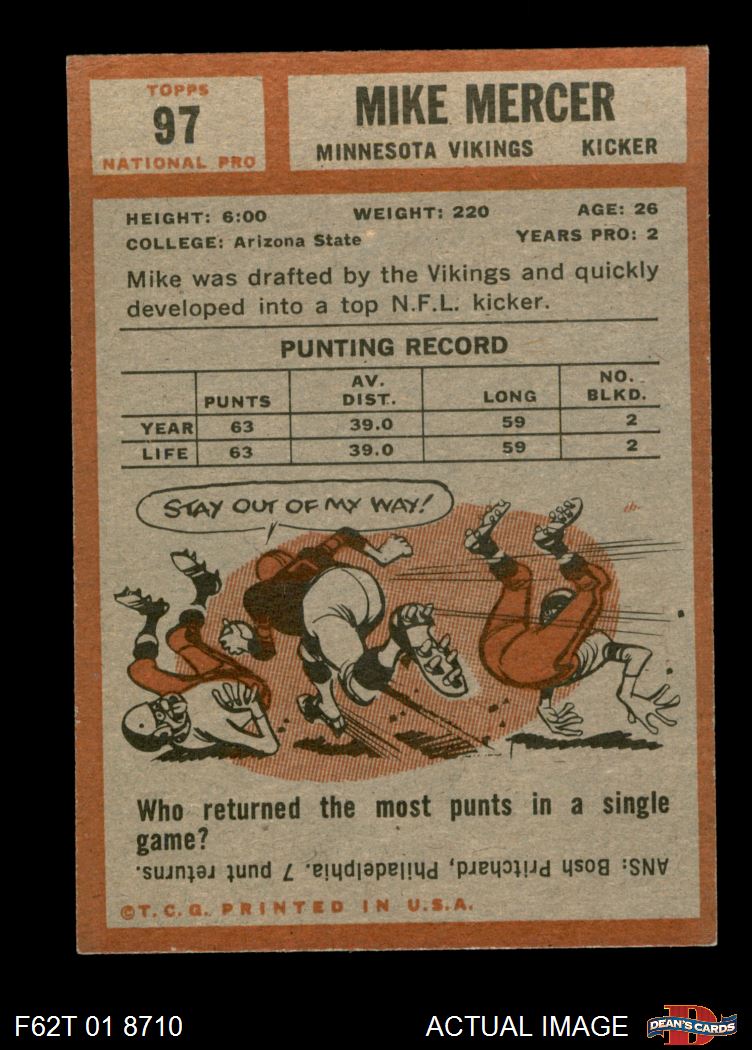 TOPPS
97
NATIONAL PRO
MIKE MERCER
MINNESOTA VIKINGS KICKER
HEIGHT: 6:00 WEIGHT: 220 AGE: 26
COLLEGE: Arizona State YEARS PRO: 2
Mike was drafted by the Vikings and quickly
developed into a top N.F.L. kicker.
PUNTING RECORD
PUNTS AV. DIST. LONG NO. BLKD.
YEAR 63 39.0 59 2
LIFE 63 39.0 59 2
STAY OUT OF MY WAY!
Who returned the most punts in a single
game?
ANS: Bosh Pritchard, Philadelphia. 7 punt returns.
©T.C.G. PRINTED IN U.S.A.
F62T 01 8710 ACTUAL IMAGE D DEAN'S CARDS